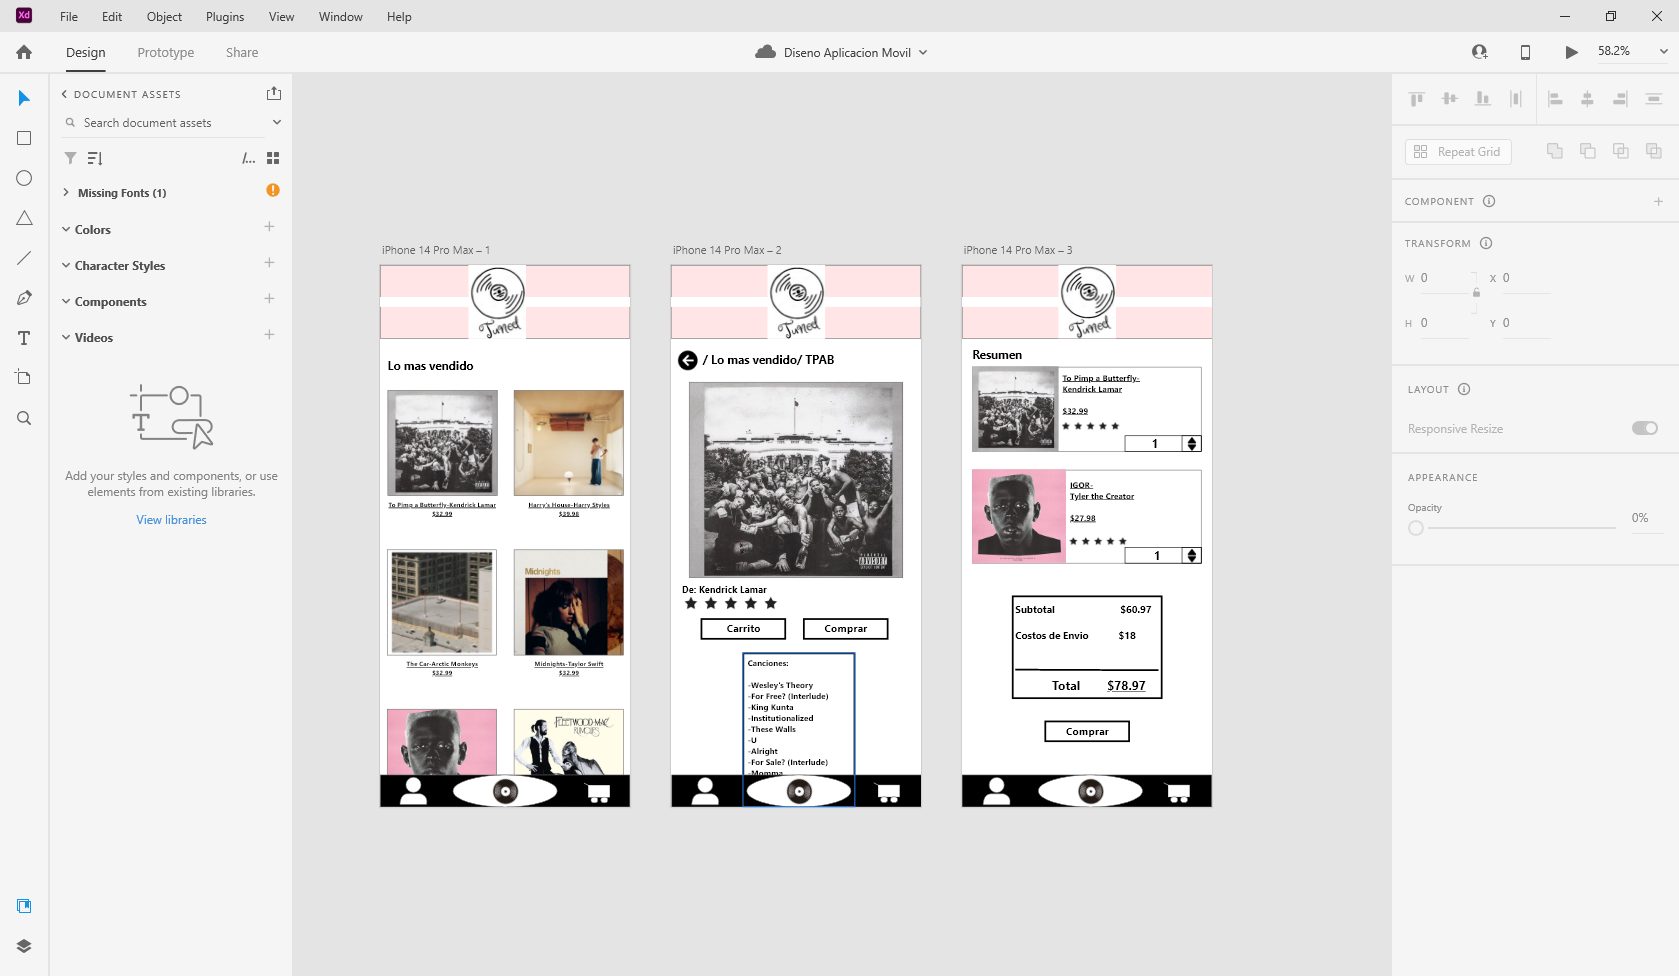 Xd
File Edit Object Plugins View Window Help
Design Prototype Share
Diseno Aplicacion Movil
58.2%
DOCUMENT ASSETS
Search document assets
/...
Missing Fonts (1)
Colors
Character Styles
Components
Videos
T
Add your styles and components, or use
elements from existing libraries.
View libraries
iPhone 14 Pro Max – 1
Tuned
Lo mas vendido
To Pimp a Butterfly-Kendrick Lamar
$32.99
Harry's House-Harry Styles
$39.98
The Car-Arctic Monkeys
$32.99
Midnights
Midnights-Taylor Swift
$32.99
FLEETWOOD MAC
RUMOURS
iPhone 14 Pro Max – 2
Tuned
/ Lo mas vendido/ TPAB
PARENTAL
ADVISORY
EXPLICIT CONTENT
De: Kendrick Lamar
Carrito
Comprar
Canciones:
-Wesley's Theory
-For Free? (Interlude)
-King Kunta
-Institutionalized
-These Walls
-U
-Alright
-For Sale? (Interlude)
-Momma
iPhone 14 Pro Max – 3
Tuned
Resumen
To Pimp a Butterfly-
Kendrick Lamar
$32.99
1
IGOR-
Tyler the Creator
$27.98
1
Subtotal $60.97
Costos de Envio $18
Total $78.97
Comprar
Repeat Grid
COMPONENT
TRANSFORM
W 0 X 0
H 0 Y 0
LAYOUT
Responsive Resize
APPEARANCE
Opacity
0%